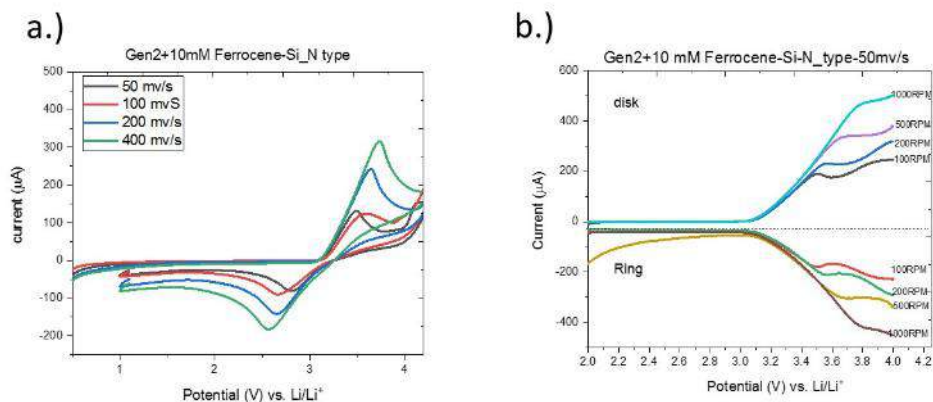 a.)
Gen2+10mM Ferrocene-Si_N type
500
400
300
200
100
0
-100
-200
current (µA)
50 mv/s
100 mvS
200 mv/s
400 mv/s
1
2
3
4
Potential (V) vs. Li/Li⁺
b.)
Gen2+10 mM Ferrocene-Si-N_type-50mv/s
600
400
200
0
-200
-400
Current (µA)
disk
1000RPM
500RPM
200RPM
100RPM
Ring
100RPM
200RPM
500RPM
1000RPM
2.0
2.2
2.4
2.6
2.8
3.0
3.2
3.4
3.6
3.8
4.0
4.2
Potential (V) vs. Li/Li⁺